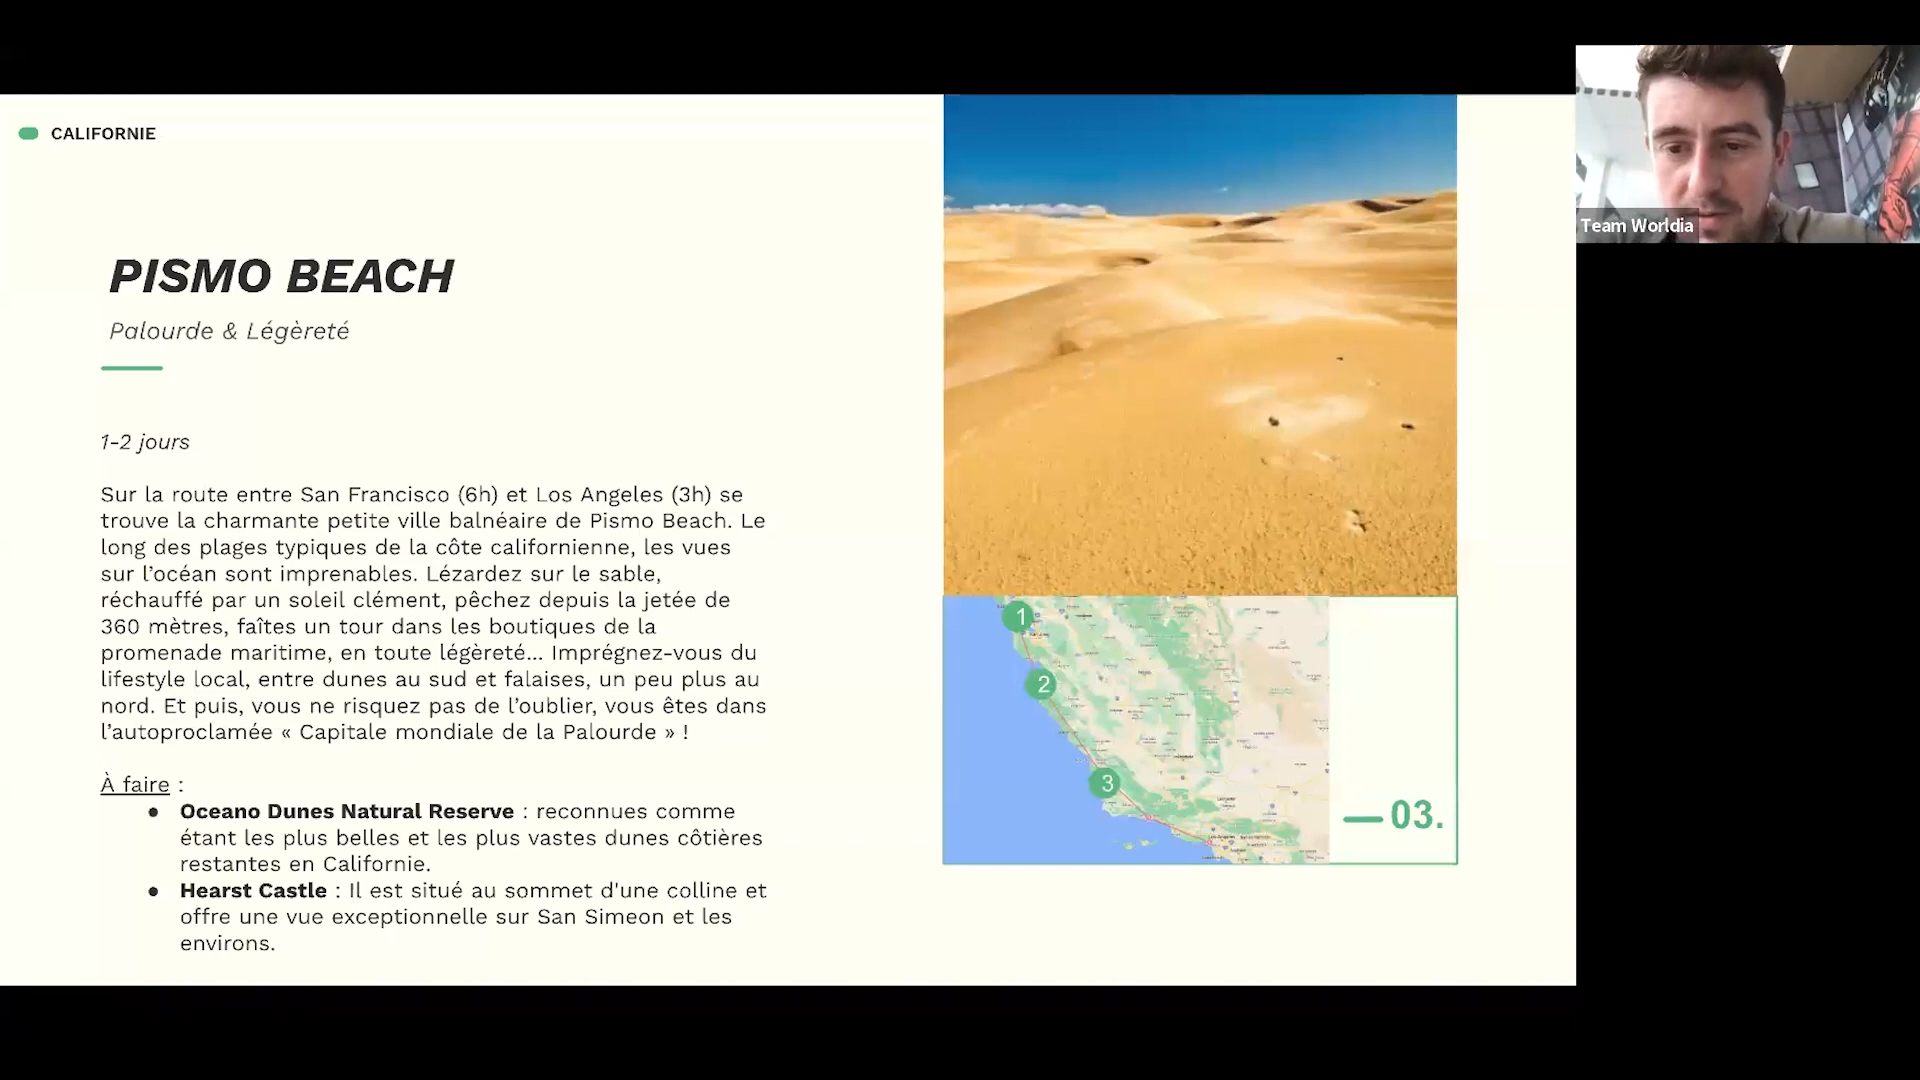 CALIFORNIE
PISMO BEACH
Palourde & Légèreté
1-2 jours
Sur la route entre San Francisco (6h) et Los Angeles (3h) se
trouve la charmante petite ville balnéaire de Pismo Beach. Le
long des plages typiques de la côte californienne, les vues
sur l’océan sont imprenables. Lézardez sur le sable,
réchauffé par un soleil clément, pêchez depuis la jetée de
360 mètres, faîtes un tour dans les boutiques de la
promenade maritime, en toute légèreté... Imprégnez-vous du
lifestyle local, entre dunes au sud et falaises, un peu plus au
nord. Et puis, vous ne risquez pas de l’oublier, vous êtes dans
l’autoproclamée « Capitale mondiale de la Palourde » !
À faire :
● Oceano Dunes Natural Reserve : reconnues comme
étant les plus belles et les plus vastes dunes côtières
restantes en Californie.
● Hearst Castle : Il est situé au sommet d'une colline et
offre une vue exceptionnelle sur San Simeon et les
environs.
1
2
3
03.
Team Worldia